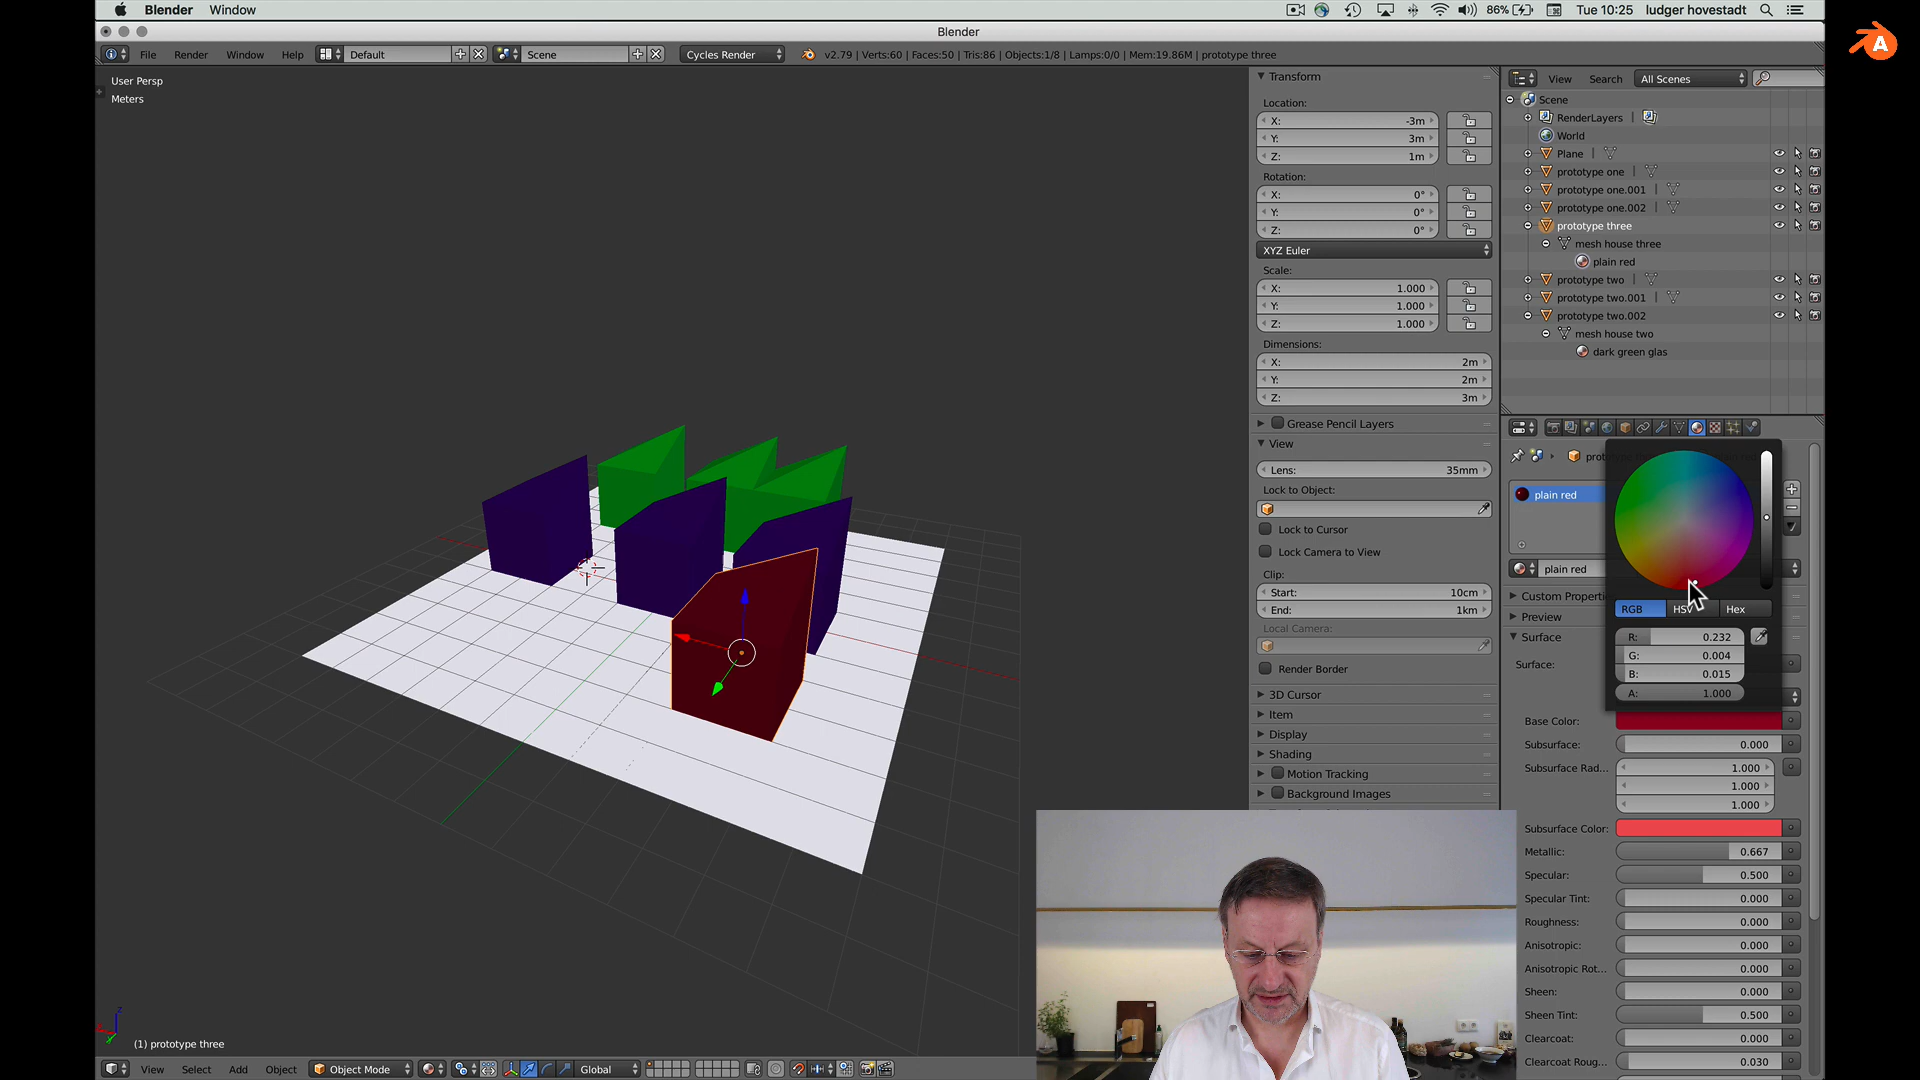 Blender Window
86% Tue 10:25 ludger hovestadt
Blender
File Render Window Help Default Scene Cycles Render v2.79 | Verts:60 | Faces:50 | Tris:86 | Objects:1/8 | Lamps:0/0 | Mem:19.86M | prototype three
User Persp
Meters
(1) prototype three
View Select Add Object Object Mode Global
Transform
Location:
X: -3m
Y: 3m
Z: 1m
Rotation:
X: 0°
Y: 0°
Z: 0°
XYZ Euler
Scale:
X: 1.000
Y: 1.000
Z: 1.000
Dimensions:
X: 2m
Y: 2m
Z: 3m
Grease Pencil Layers
View
Lens: 35mm
Lock to Object:
Lock to Cursor
Lock Camera to View
Clip:
Start: 10cm
End: 1km
Local Camera:
Render Border
3D Cursor
Item
Display
Shading
Motion Tracking
Background Images
View Search All Scenes
Scene
RenderLayers |
World
Plane |
prototype one |
prototype one.001 |
prototype one.002 |
prototype three
mesh house three
plain red
prototype two |
prototype two.001 |
prototype two.002
mesh house two
dark green glas
plain red
plain red
Preview
Surface
Surface:
RGB Hex
R: 0.232
G: 0.004
B: 0.015
A: 1.000
Base Color:
Subsurface: 0.000
Subsurface Rad... 1.000
1.000
1.000
Subsurface Color:
Metallic: 0.667
Specular: 0.500
Specular Tint: 0.000
Roughness: 0.000
Anisotropic: 0.000
Anisotropic Rot... 0.000
Sheen: 0.000
Sheen Tint: 0.500
Clearcoat: 0.000
Clearcoat Roug... 0.030
A